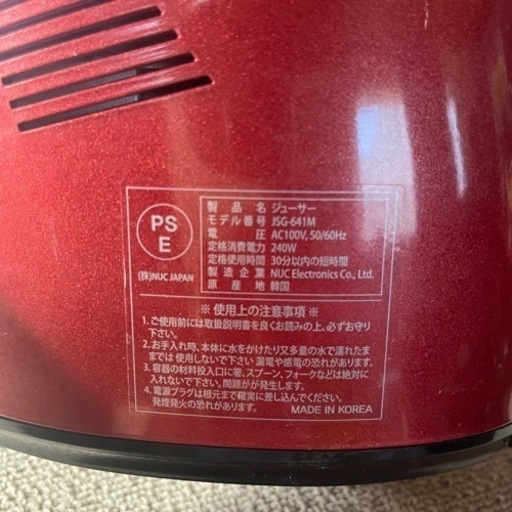 PS
E
(株)NUC JAPAN
製品名 ジューサー
モデル番号 JSG-641M
電圧 AC100V, 50/60Hz
定格消費電力 240W
定格使用時間 30分以内の短時間
製造企業 NUC Electronics Co., Ltd.
原産地 韓国
※ 使用上の注意事項 ※
1. ご使用前には取扱説明書を良くお読みの上、必ずお守り
下さい。
2. お手入れ時、本体に水をかけたり又多量の水で濡れたま
までは 使用しないで下さい 漏電や感電の恐れがあります。
3. 容器の材料投入口に箸、スプーン、フォークなどは絶対に
入れないで下さい。問題がが発生します。
4. 電源プラグは根元まで確実に差し込んでください。
発煙発火の恐れがあります。
MADE IN KOREA